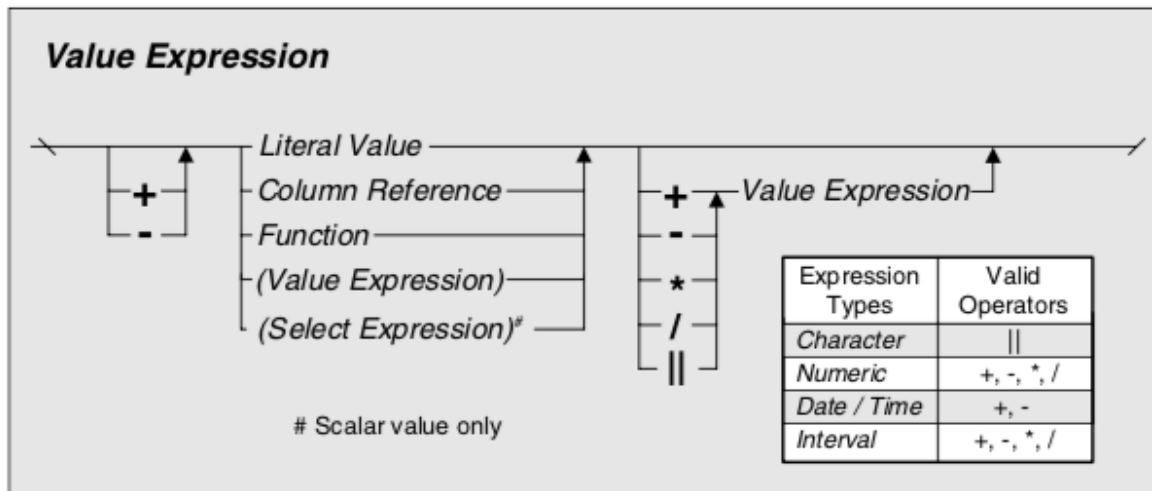 Value Expression
Literal Value
+ Column Reference + Value Expression
- Function -
(Value Expression) *
(Select Expression)# /
||
Expression Types Valid Operators
Character ||
Numeric +, -, *, /
Date / Time +, -
Interval +, -, *, /
# Scalar value only